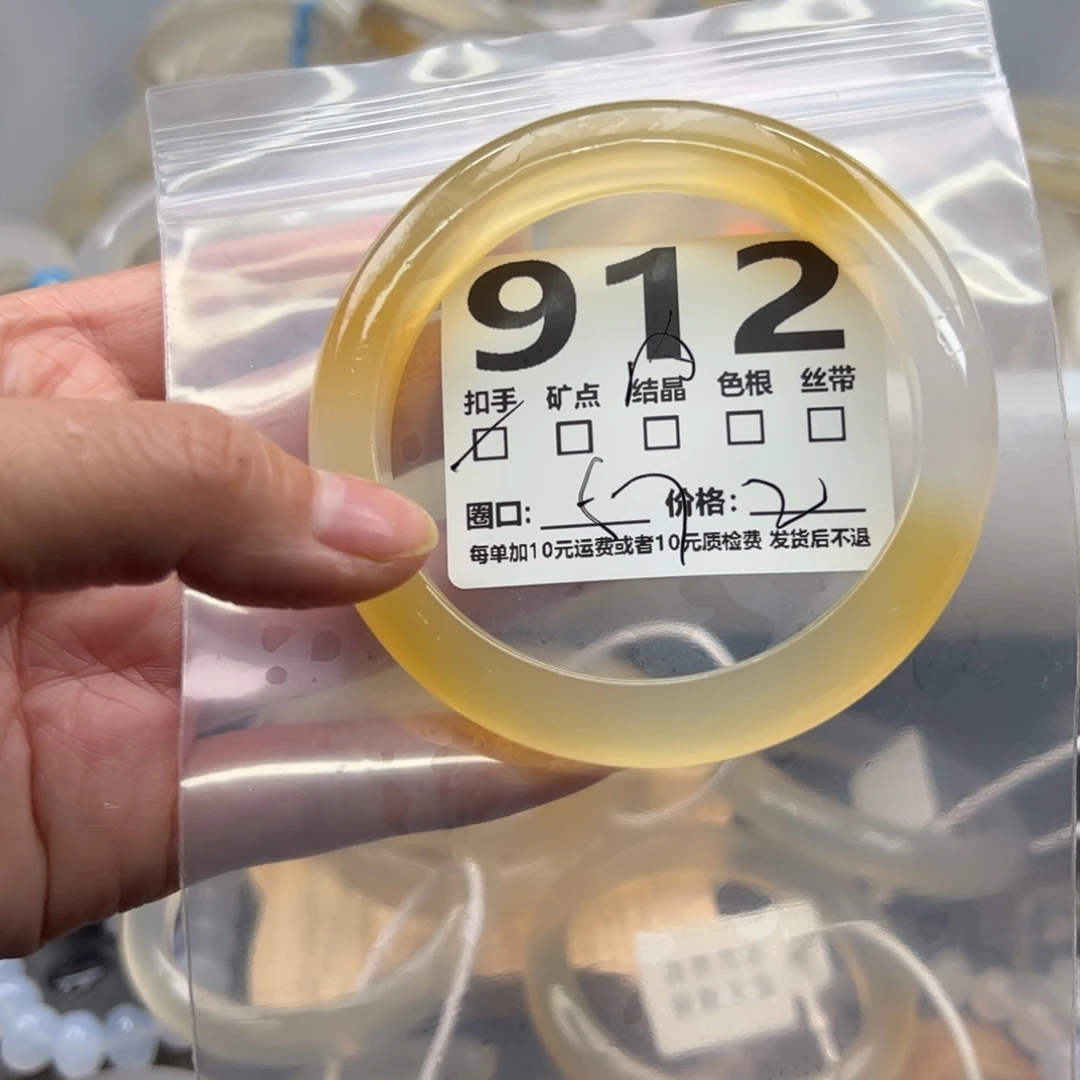 912
扣手 矿点 结晶 色根 丝带
圈口: 57 价格:
每单加10元运费或者10元质检费 发货后不退